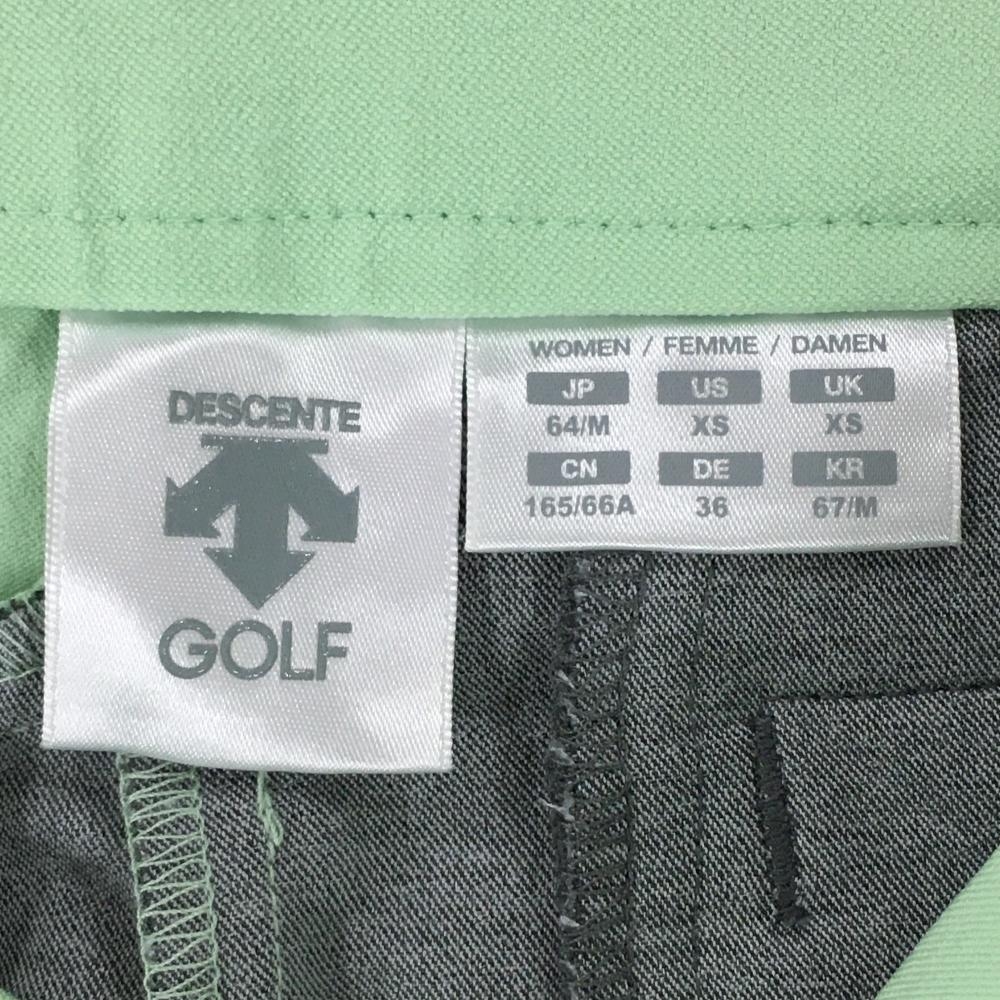 DESCENTE
GOLF
WOMEN / FEMME / DAMEN
JP US UK
64/M XS XS
CN DE KR
165/66A 36 67/M